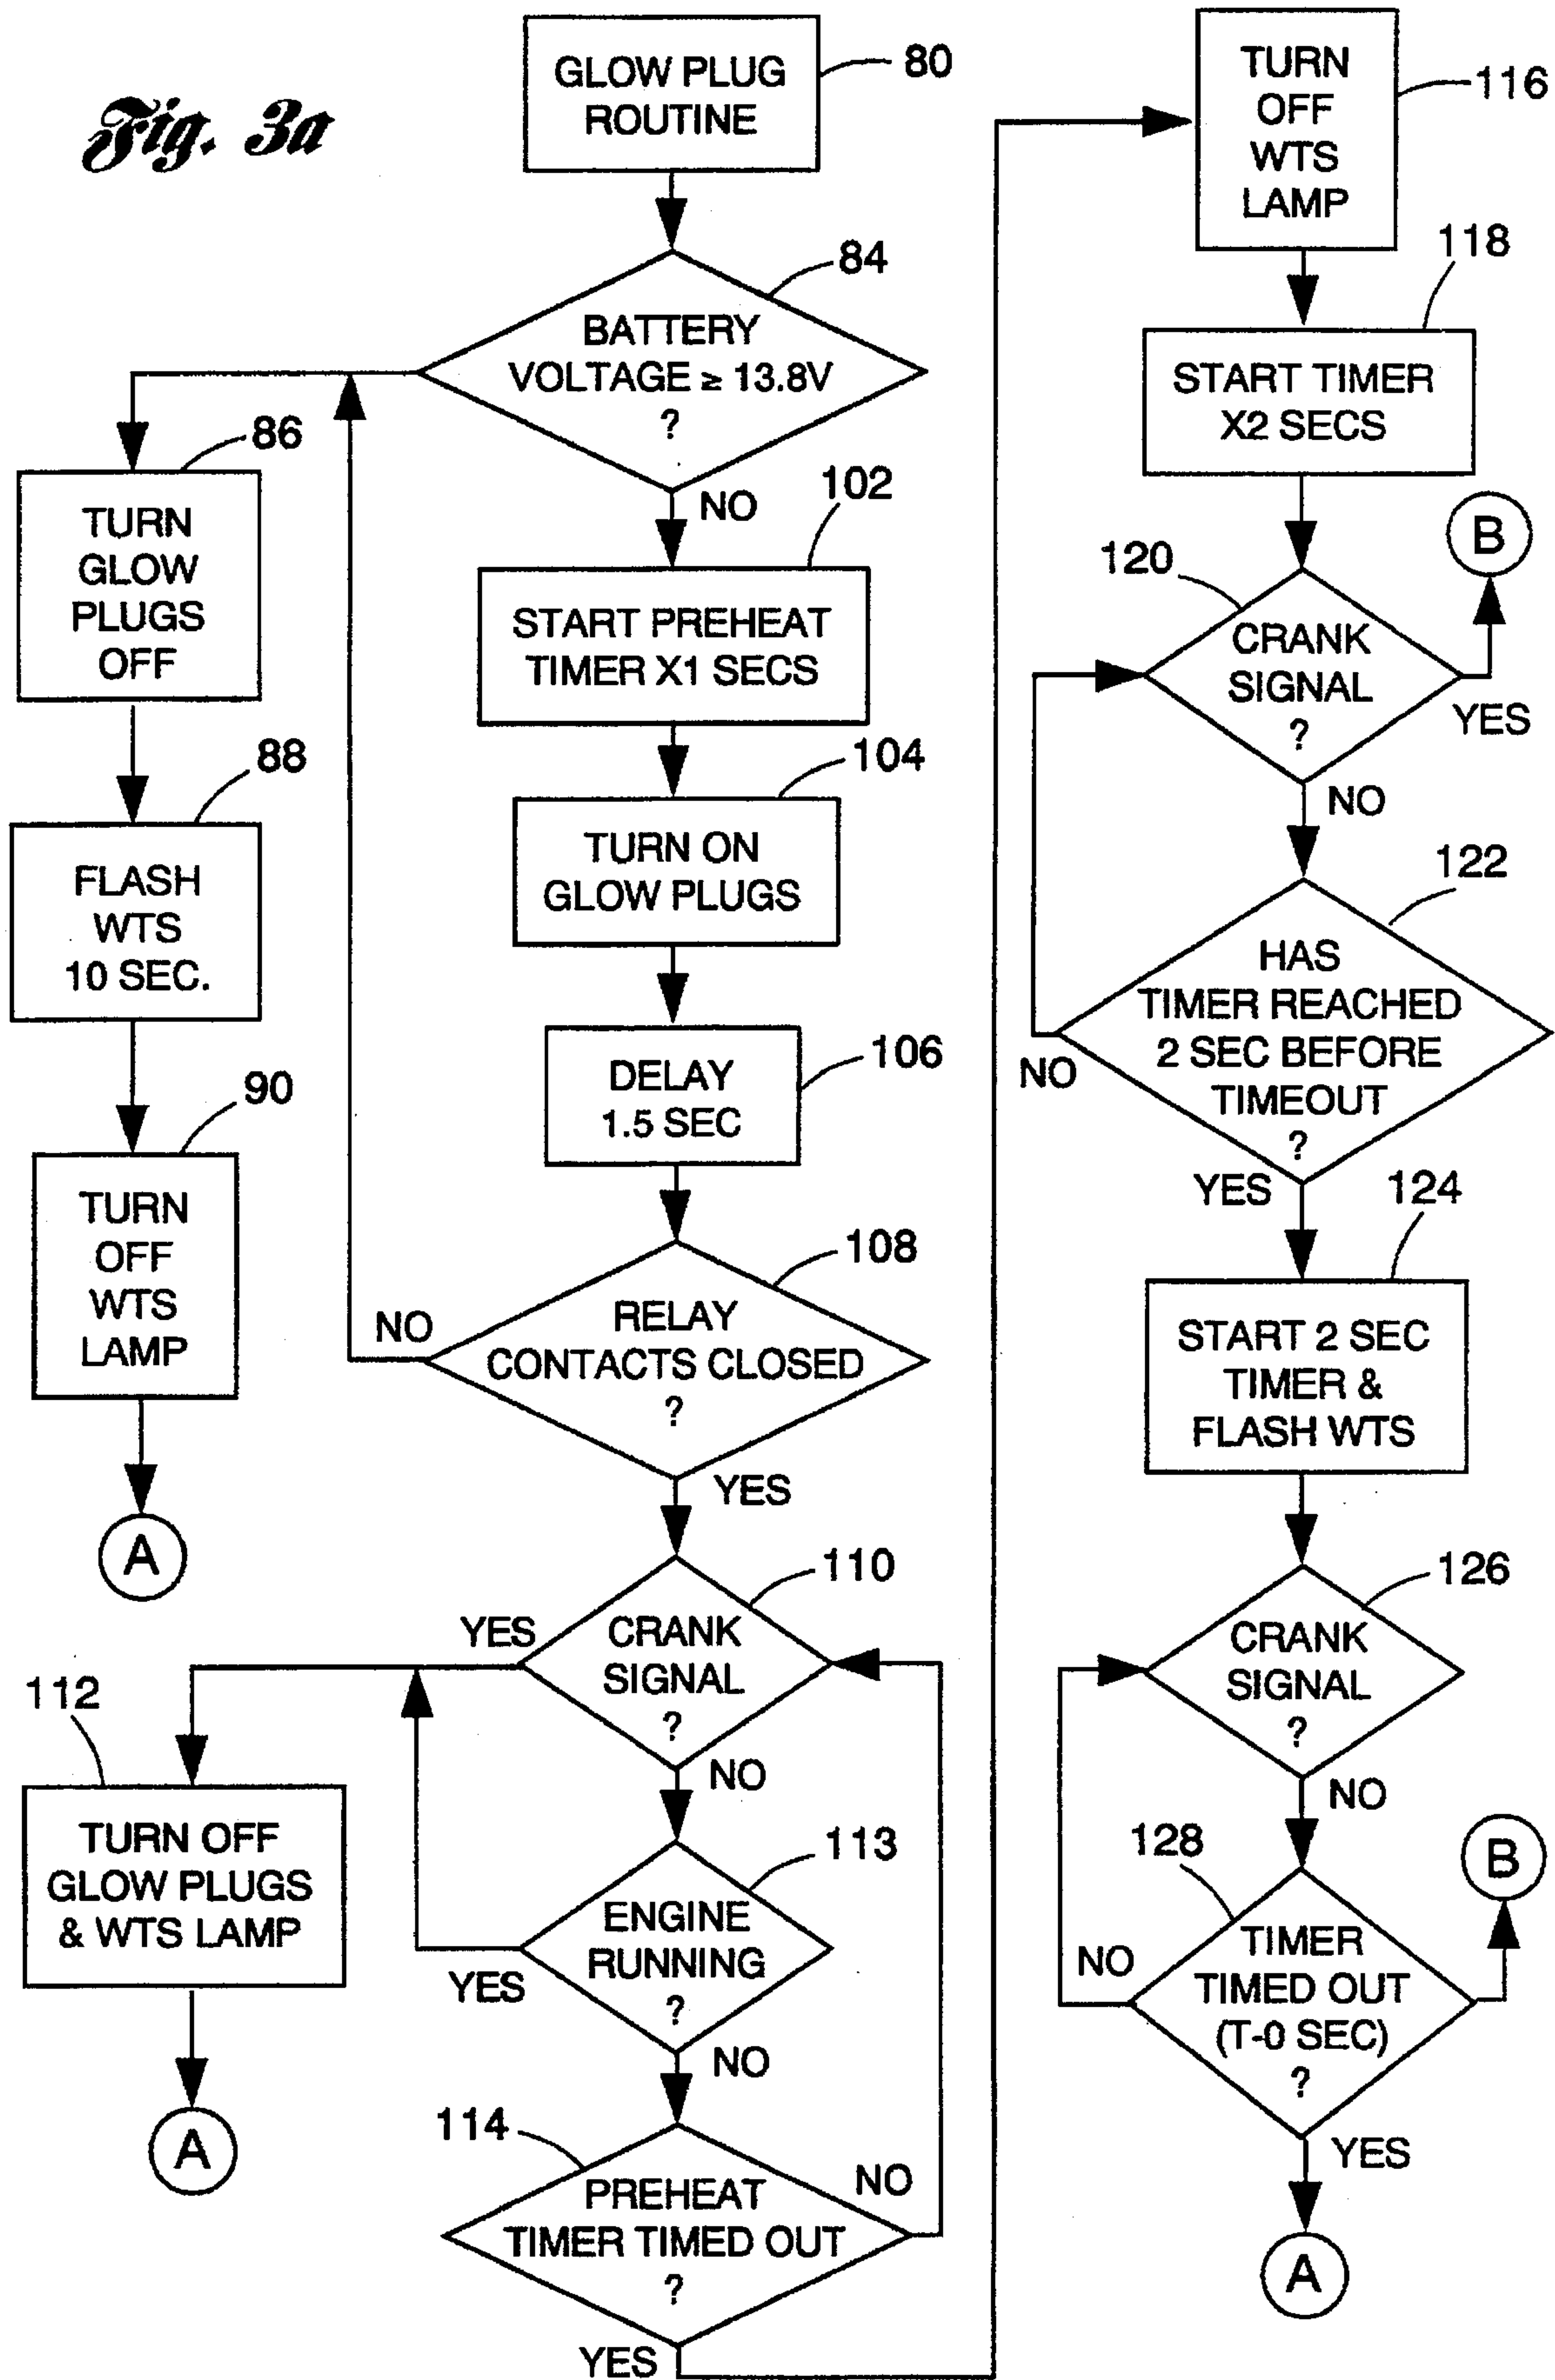 Fig. 3a
GLOW PLUG
ROUTINE
80
BATTERY
VOLTAGE ≥ 13.8V
?
84
NO
86
TURN
GLOW
PLUGS
OFF
88
FLASH
WTS
10 SEC.
90
TURN
OFF
WTS
LAMP
A
102
START PREHEAT
TIMER X1 SECS
104
TURN ON
GLOW PLUGS
106
DELAY
1.5 SEC
108
RELAY
CONTACTS CLOSED
?
NO
YES
110
CRANK
SIGNAL
?
YES
NO
112
TURN OFF
GLOW PLUGS
& WTS LAMP
A
113
ENGINE
RUNNING
?
YES
NO
114
PREHEAT
TIMER TIMED OUT
?
NO
YES
116
TURN
OFF
WTS
LAMP
118
START TIMER
X2 SECS
120
CRANK
SIGNAL
?
B
YES
NO
122
HAS
TIMER REACHED
2 SEC BEFORE
TIMEOUT
?
NO
YES
124
START 2 SEC
TIMER &
FLASH WTS
126
CRANK
SIGNAL
?
NO
128
TIMER
TIMED OUT
(T-0 SEC)
?
NO
B
YES
A